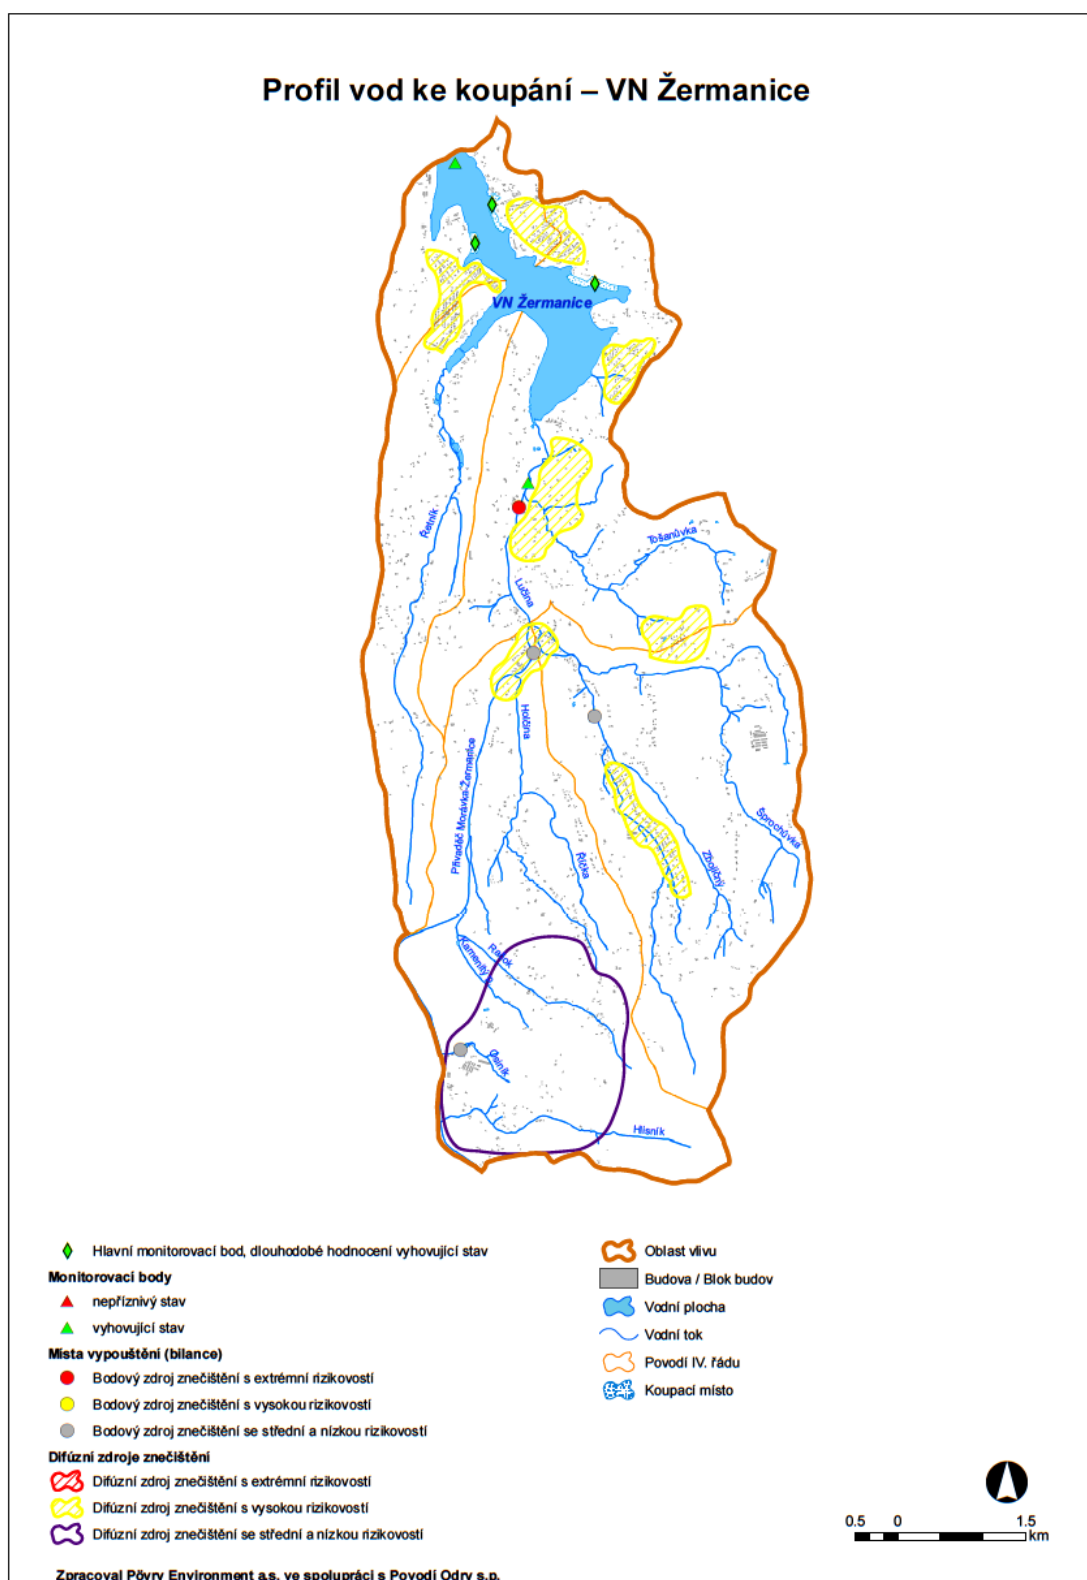 Profil vod ke koupání – VN Žermanice
VN Žermanice
Řetník
Tošanůvka
Lučina
Holčina
Přivaděč Morávka-Žermanice
Říčka
Zbojičný
Šprochůvka
Rakok
Kamenitý
Osiník
Hlisník
Hlavní monitorovací bod, dlouhodobé hodnocení vyhovující stav
Monitorovací body
nepříznivý stav
vyhovující stav
Místa vypouštění (bilance)
Bodový zdroj znečištění s extrémní rizikovostí
Bodový zdroj znečištění s vysokou rizikovostí
Bodový zdroj znečištění se střední a nízkou rizikovostí
Difúzní zdroje znečištění
Difúzní zdroj znečištění s extrémní rizikovostí
Difúzní zdroj znečištění s vysokou rizikovostí
Difúzní zdroj znečištění se střední a nízkou rizikovostí
Oblast vlivu
Budova / Blok budov
Vodní plocha
Vodní tok
Povodí IV. řádu
Koupací místo
0.5 0 1.5
km
Zpracoval Pöyry Environment a.s. ve spolupráci s Povodí Odry s.p.